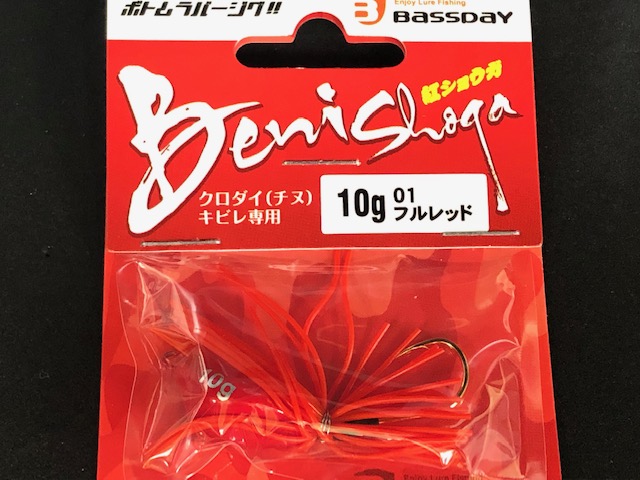 ボトムラバージグ!!
Enjoy Lure Fishing
B BASSDAY
Beni Shoga
紅ショウガ
クロダイ(チヌ)
キビレ専用
10g 01
フルレッド
10g
Enjoy Lure Fishing